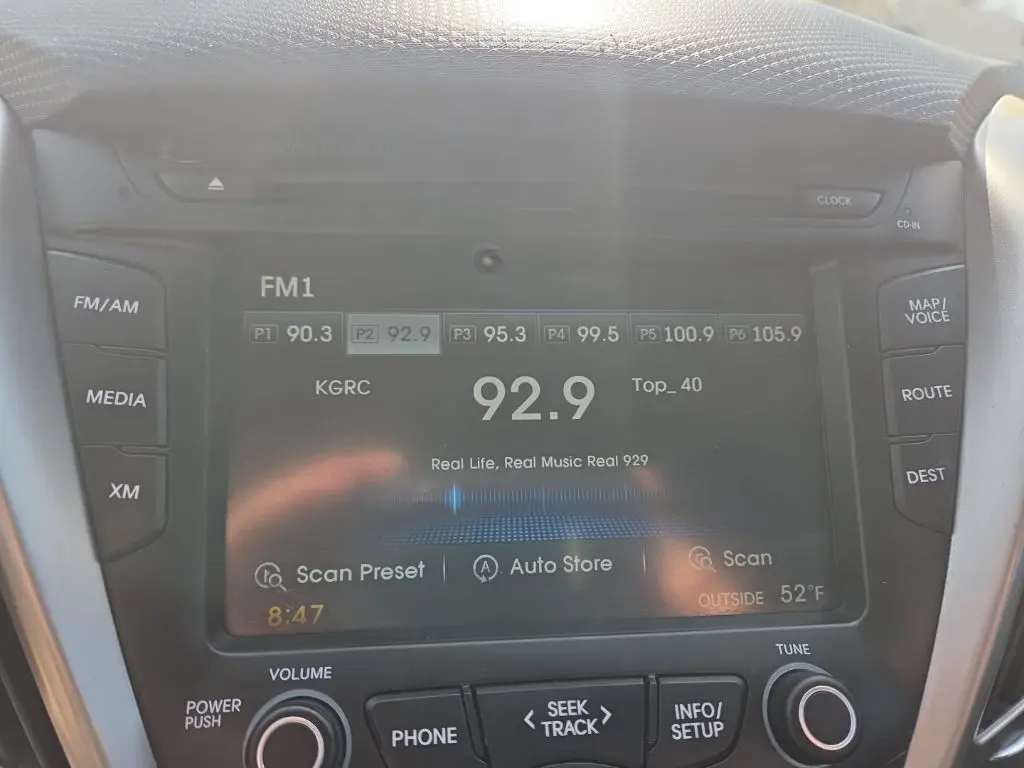 CLOCK
CD-IN
FM/AM
MEDIA
XM
FM1
P1 90.3 P2 92.9 P3 95.3 P4 99.5 P5 100.9 P6 105.9
KGRC 92.9 Top_40
Real Life, Real Music Real 929
Scan Preset A Auto Store Scan
8:47 OUTSIDE 52°F
MAP/
VOICE
ROUTE
DEST
VOLUME
POWER
PUSH
PHONE
SEEK
TRACK
INFO/
SETUP
TUNE